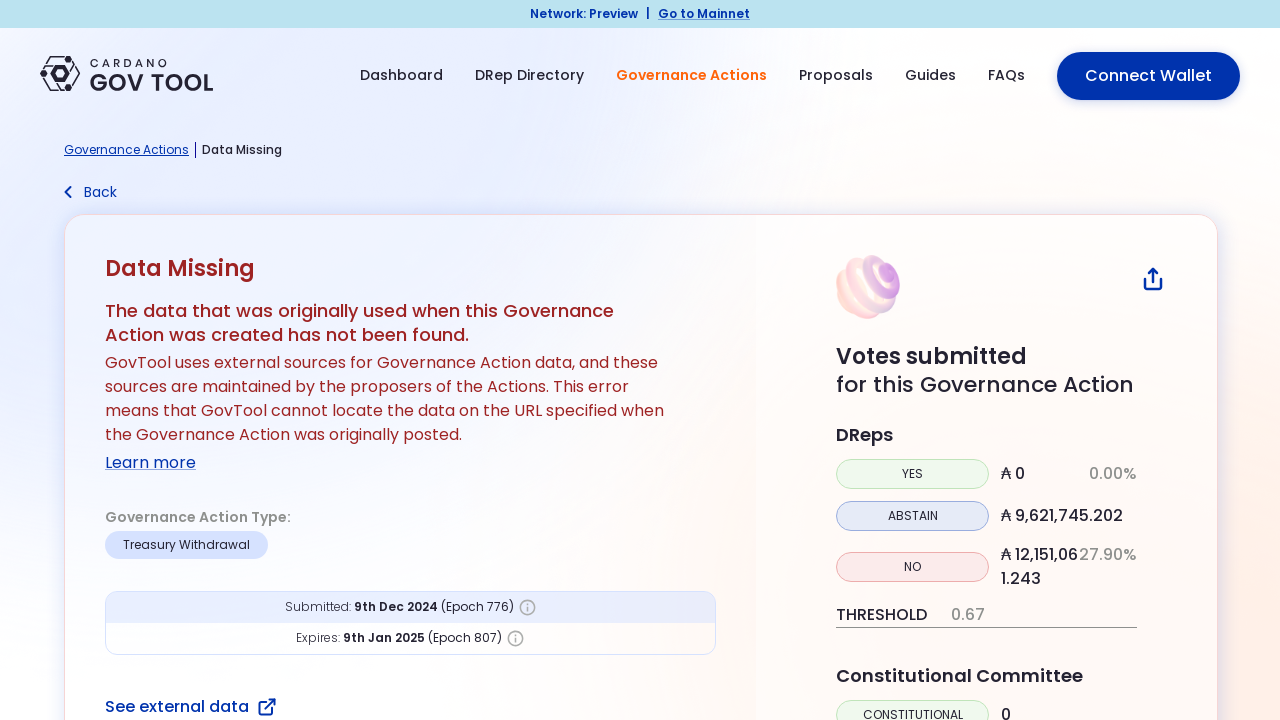 Network: Preview | Go to Mainnet
CARDANO
GOV TOOL
Dashboard
DRep Directory
Governance Actions
Proposals
Guides
FAQs
Connect Wallet
Governance Actions | Data Missing
Back
Data Missing
The data that was originally used when this Governance
Action was created has not been found.
GovTool uses external sources for Governance Action data, and these
sources are maintained by the proposers of the Actions. This error
means that GovTool cannot locate the data on the URL specified when
the Governance Action was originally posted.
Learn more
Governance Action Type:
Treasury Withdrawal
Submitted: 9th Dec 2024 (Epoch 776)
Expires: 9th Jan 2025 (Epoch 807)
See external data
Votes submitted
for this Governance Action
DReps
YES ₳ 0 0.00%
ABSTAIN ₳ 9,621,745.202
NO ₳ 12,151,06 27.90%
1.243
THRESHOLD 0.67
Constitutional Committee
CONSTITUTIONAL 0